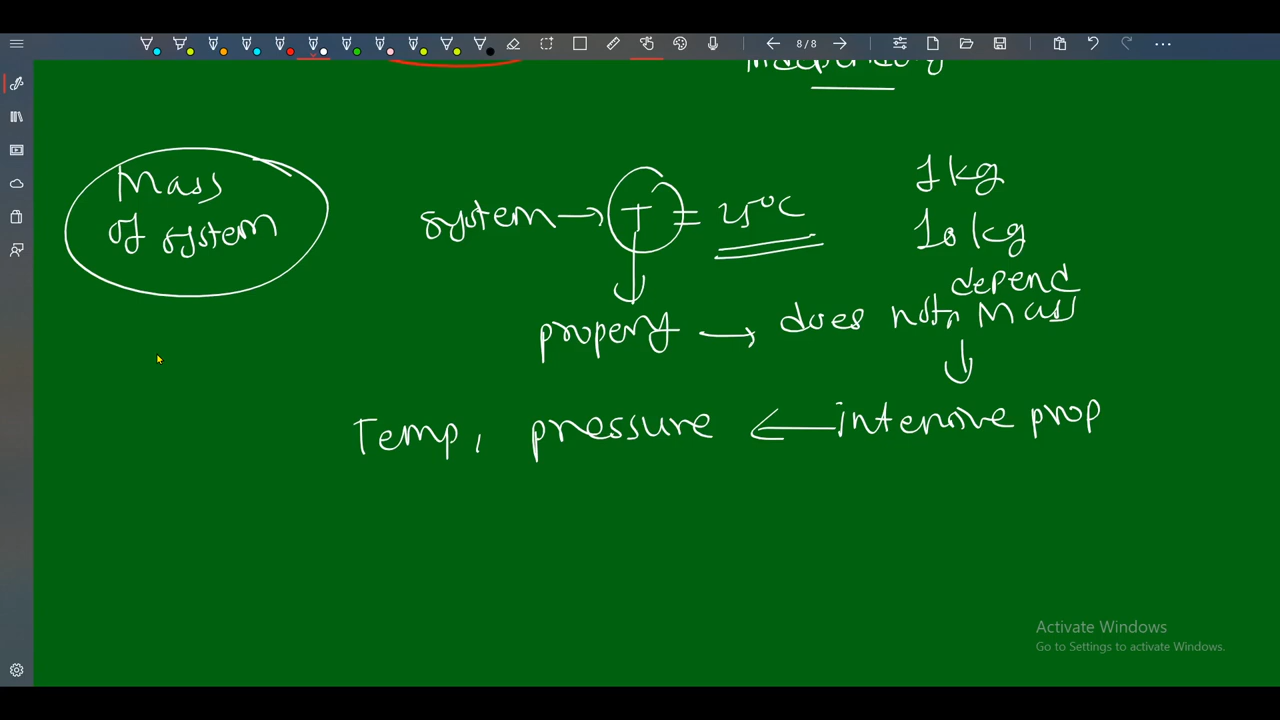 8/8
independ
Mass
of system
system → T = 25°C
1 kg
10 kg
depend
property → does not, Mass
Temp, pressure ⟸ intensive prop
Activate Windows
Go to Settings to activate Windows.